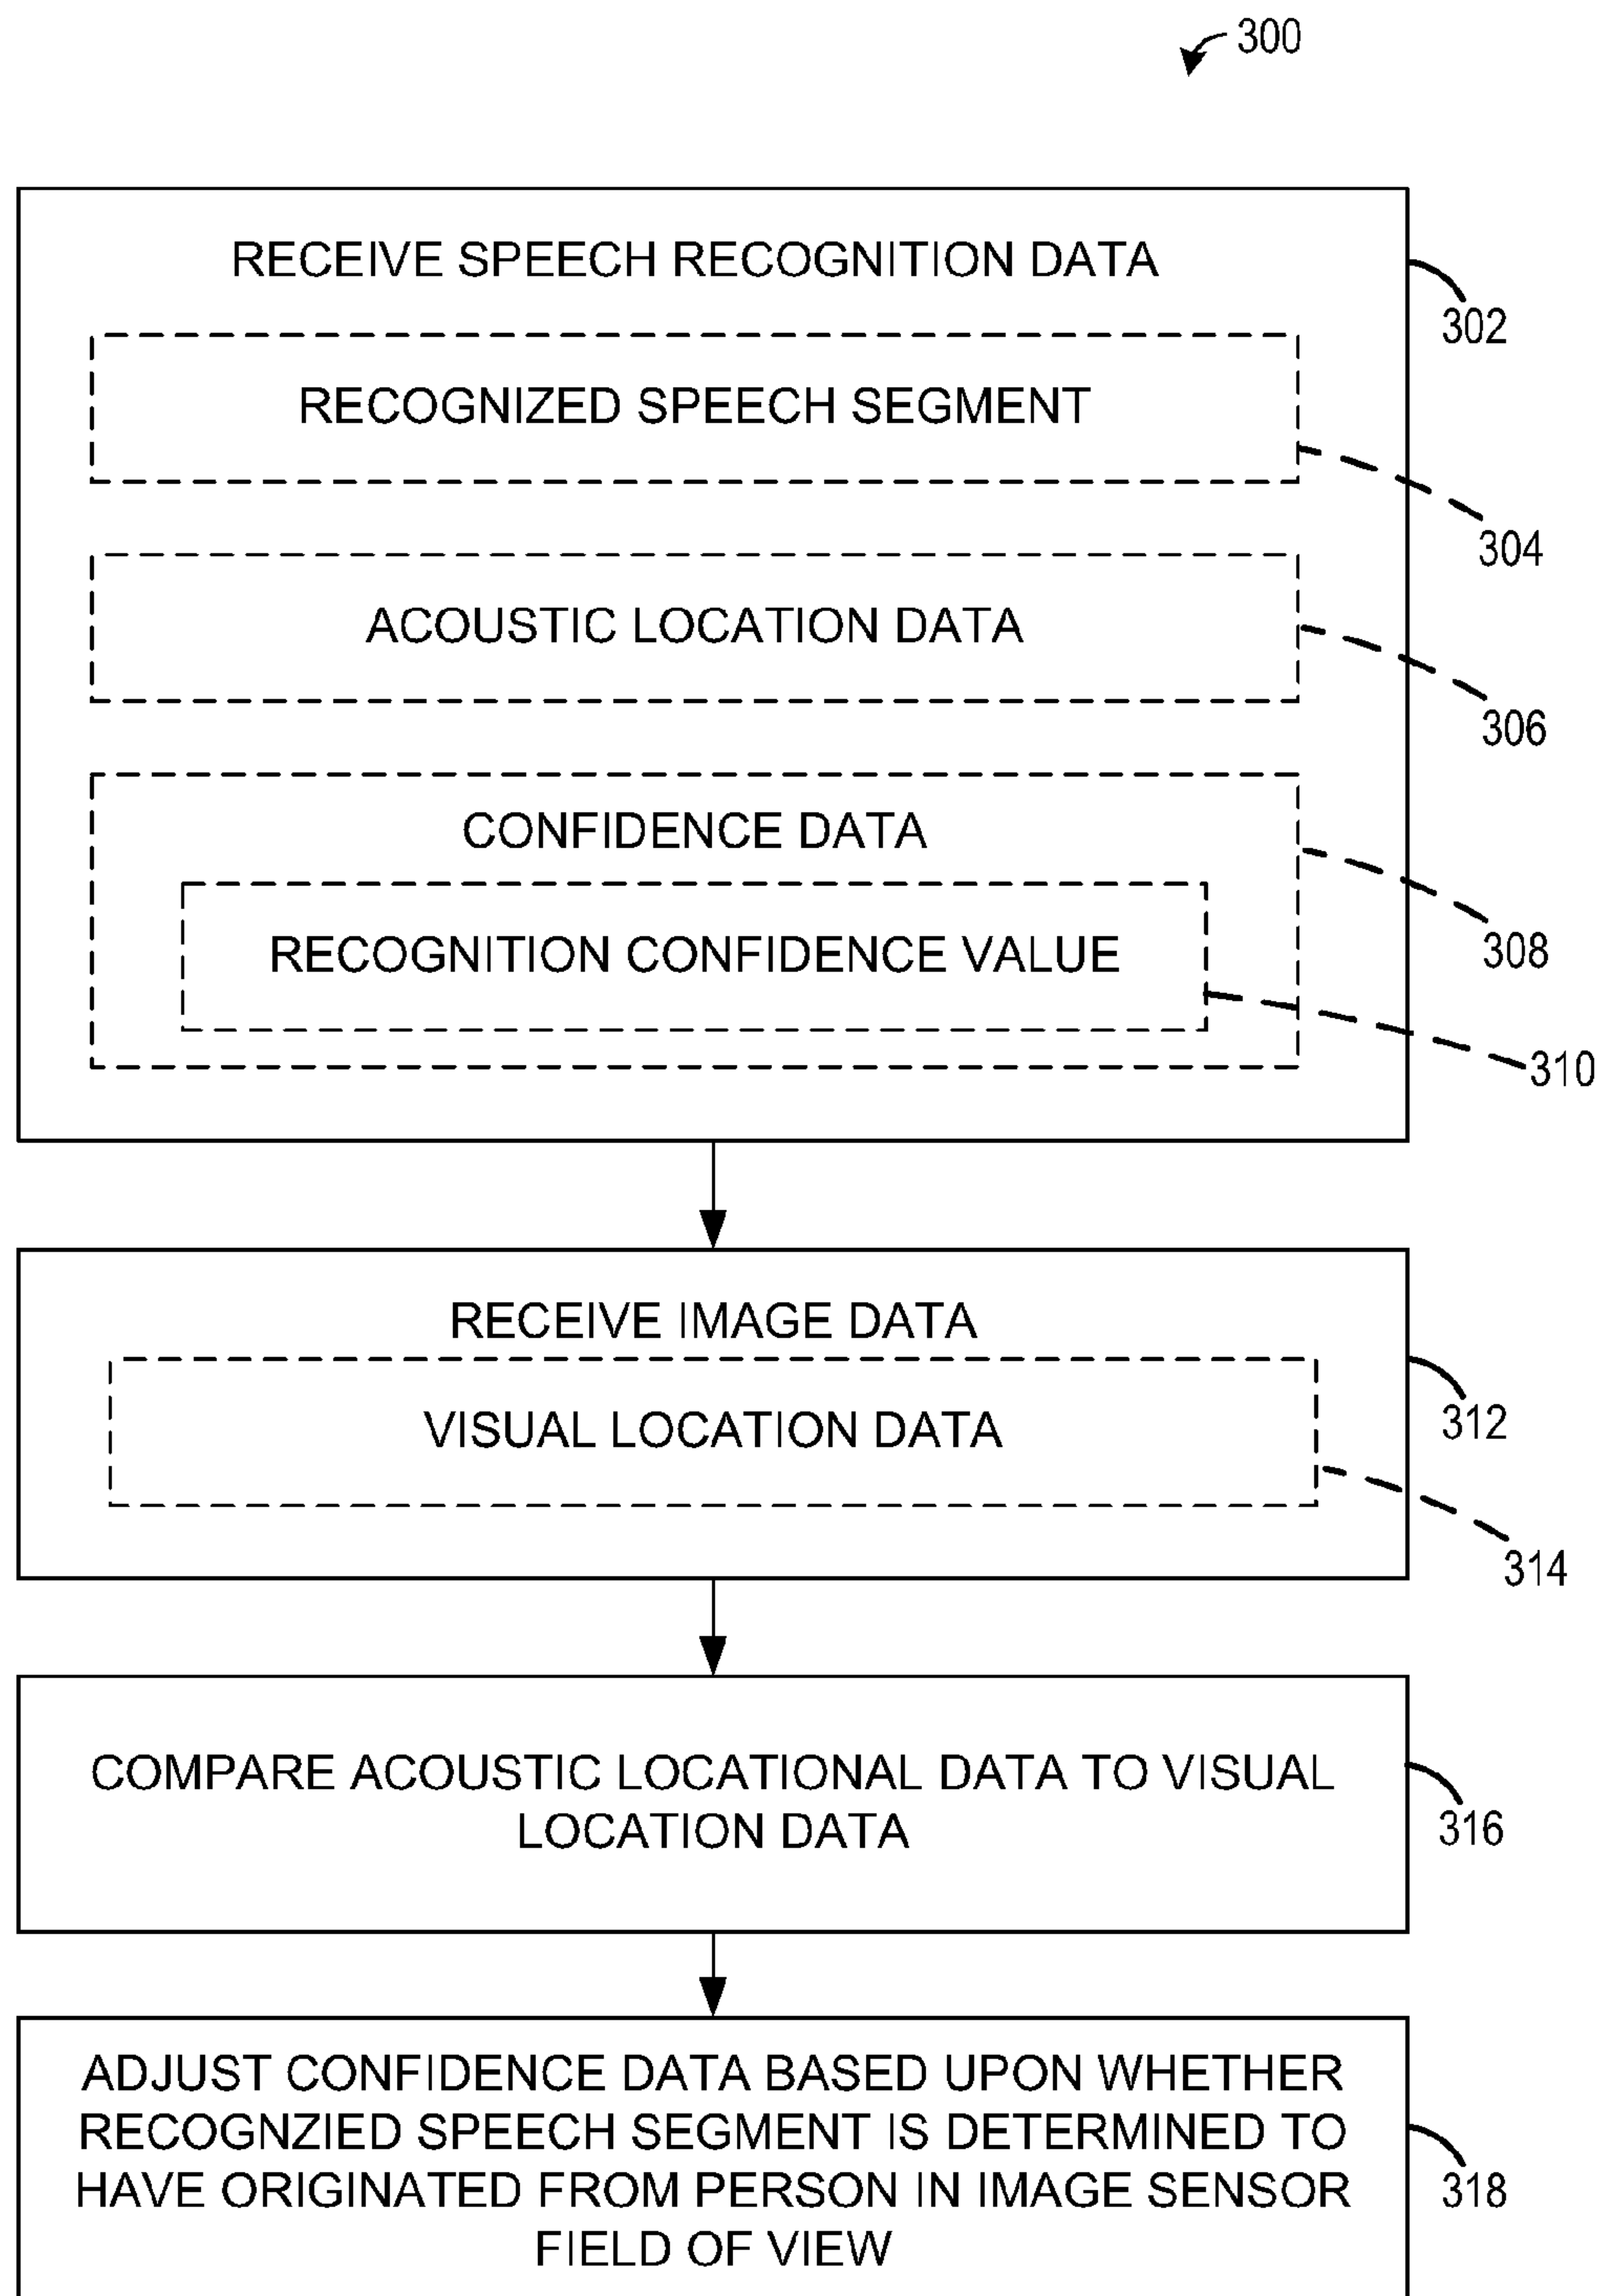 300
RECEIVE SPEECH RECOGNITION DATA
302
RECOGNIZED SPEECH SEGMENT
304
ACOUSTIC LOCATION DATA
306
CONFIDENCE DATA
308
RECOGNITION CONFIDENCE VALUE
310
RECEIVE IMAGE DATA
312
VISUAL LOCATION DATA
314
COMPARE ACOUSTIC LOCATIONAL DATA TO VISUAL
LOCATION DATA
316
ADJUST CONFIDENCE DATA BASED UPON WHETHER
RECOGNZIED SPEECH SEGMENT IS DETERMINED TO
HAVE ORIGINATED FROM PERSON IN IMAGE SENSOR
FIELD OF VIEW
318